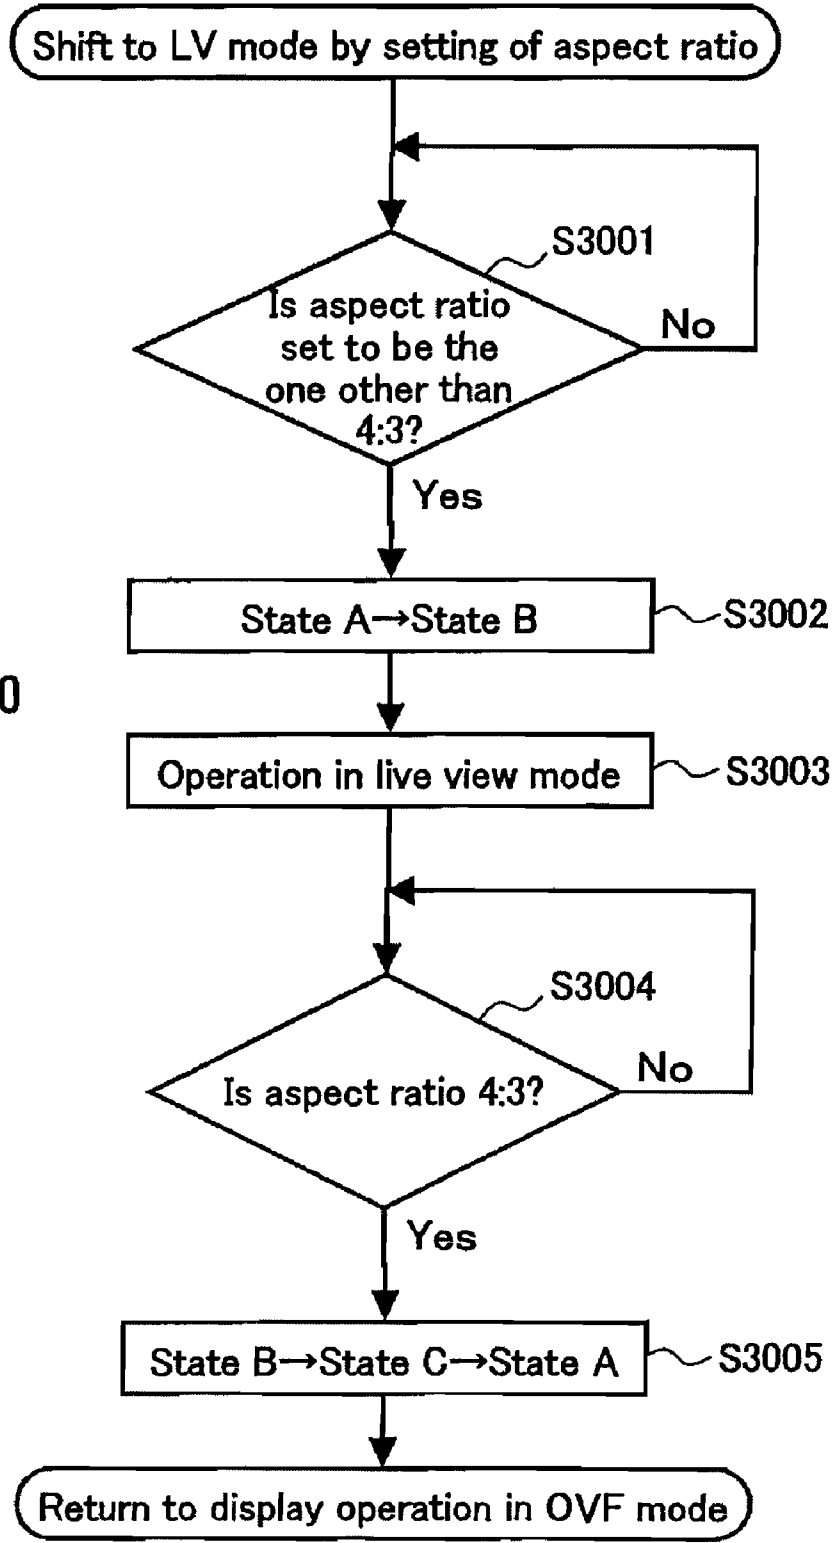 Shift to LV mode by setting of aspect ratio
S3001
Is aspect ratio
set to be the
one other than
4:3?
No
Yes
State A→State B
S3002
0
Operation in live view mode
S3003
S3004
Is aspect ratio 4:3?
No
Yes
State B→State C→State A
S3005
Return to display operation in OVF mode